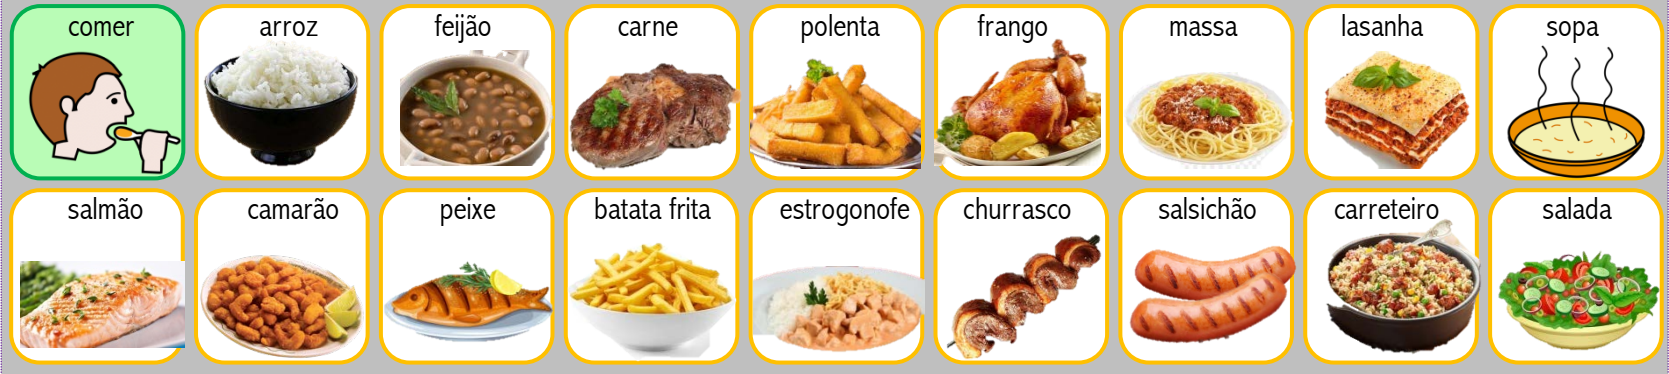 comer
arroz
feijão
carne
polenta
frango
massa
lasanha
sopa
salmão
camarão
peixe
batata frita
estrogonofe
churrasco
salsichão
carreteiro
salada